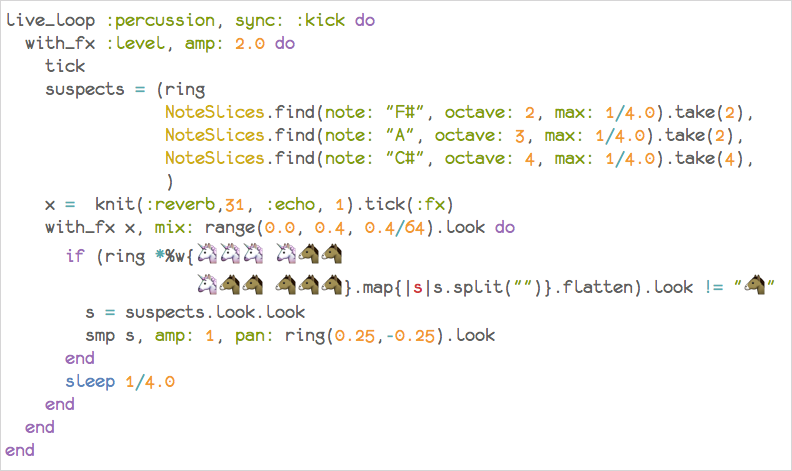 live_loop :percussion, sync: :kick do
  with_fx :level, amp: 2.0 do
    tick
    suspects = (ring
                NoteSlices.find(note: "F#", octave: 2, max: 1/4.0).take(2),
                NoteSlices.find(note: "A", octave: 3, max: 1/4.0).take(2),
                NoteSlices.find(note: "C#", octave: 4, max: 1/4.0).take(4),
                )
    x =  knit(:reverb,31, :echo, 1).tick(:fx)
    with_fx x, mix: range(0.0, 0.4, 0.4/64).look do
      if (ring *%w{🦄🦄🦄 🦄🐴🐴
                   🦄🐴🐴 🐴🐴🐴}.map{|s|s.split("")}.flatten).look != "🐴"
        s = suspects.look.look
        smp s, amp: 1, pan: ring(0.25,-0.25).look
      end
      sleep 1/4.0
    end
  end
end